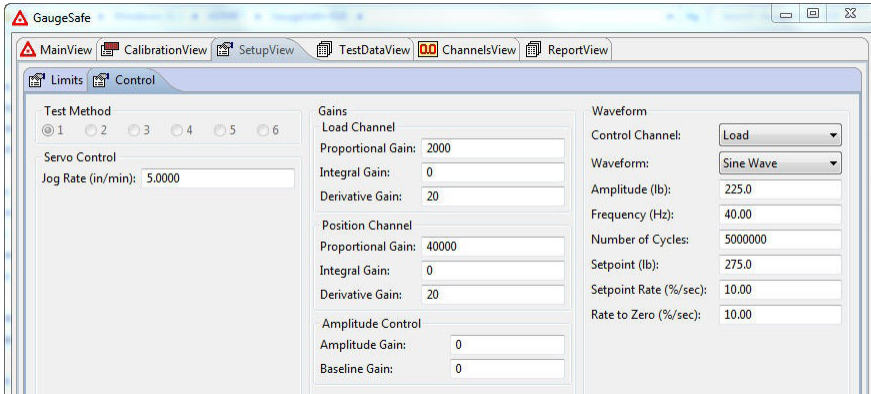 GaugeSafe
MainView CalibrationView SetupView TestDataView 0.0 ChannelsView ReportView
Limits Control
Test Method
1 2 3 4 5 6
Servo Control
Jog Rate (in/min): 5.0000
Gains
Load Channel
Proportional Gain: 2000
Integral Gain: 0
Derivative Gain: 20
Position Channel
Proportional Gain: 40000
Integral Gain: 0
Derivative Gain: 20
Amplitude Control
Amplitude Gain: 0
Baseline Gain: 0
Waveform
Control Channel: Load
Waveform: Sine Wave
Amplitude (lb): 225.0
Frequency (Hz): 40.00
Number of Cycles: 5000000
Setpoint (lb): 275.0
Setpoint Rate (%/sec): 10.00
Rate to Zero (%/sec): 10.00